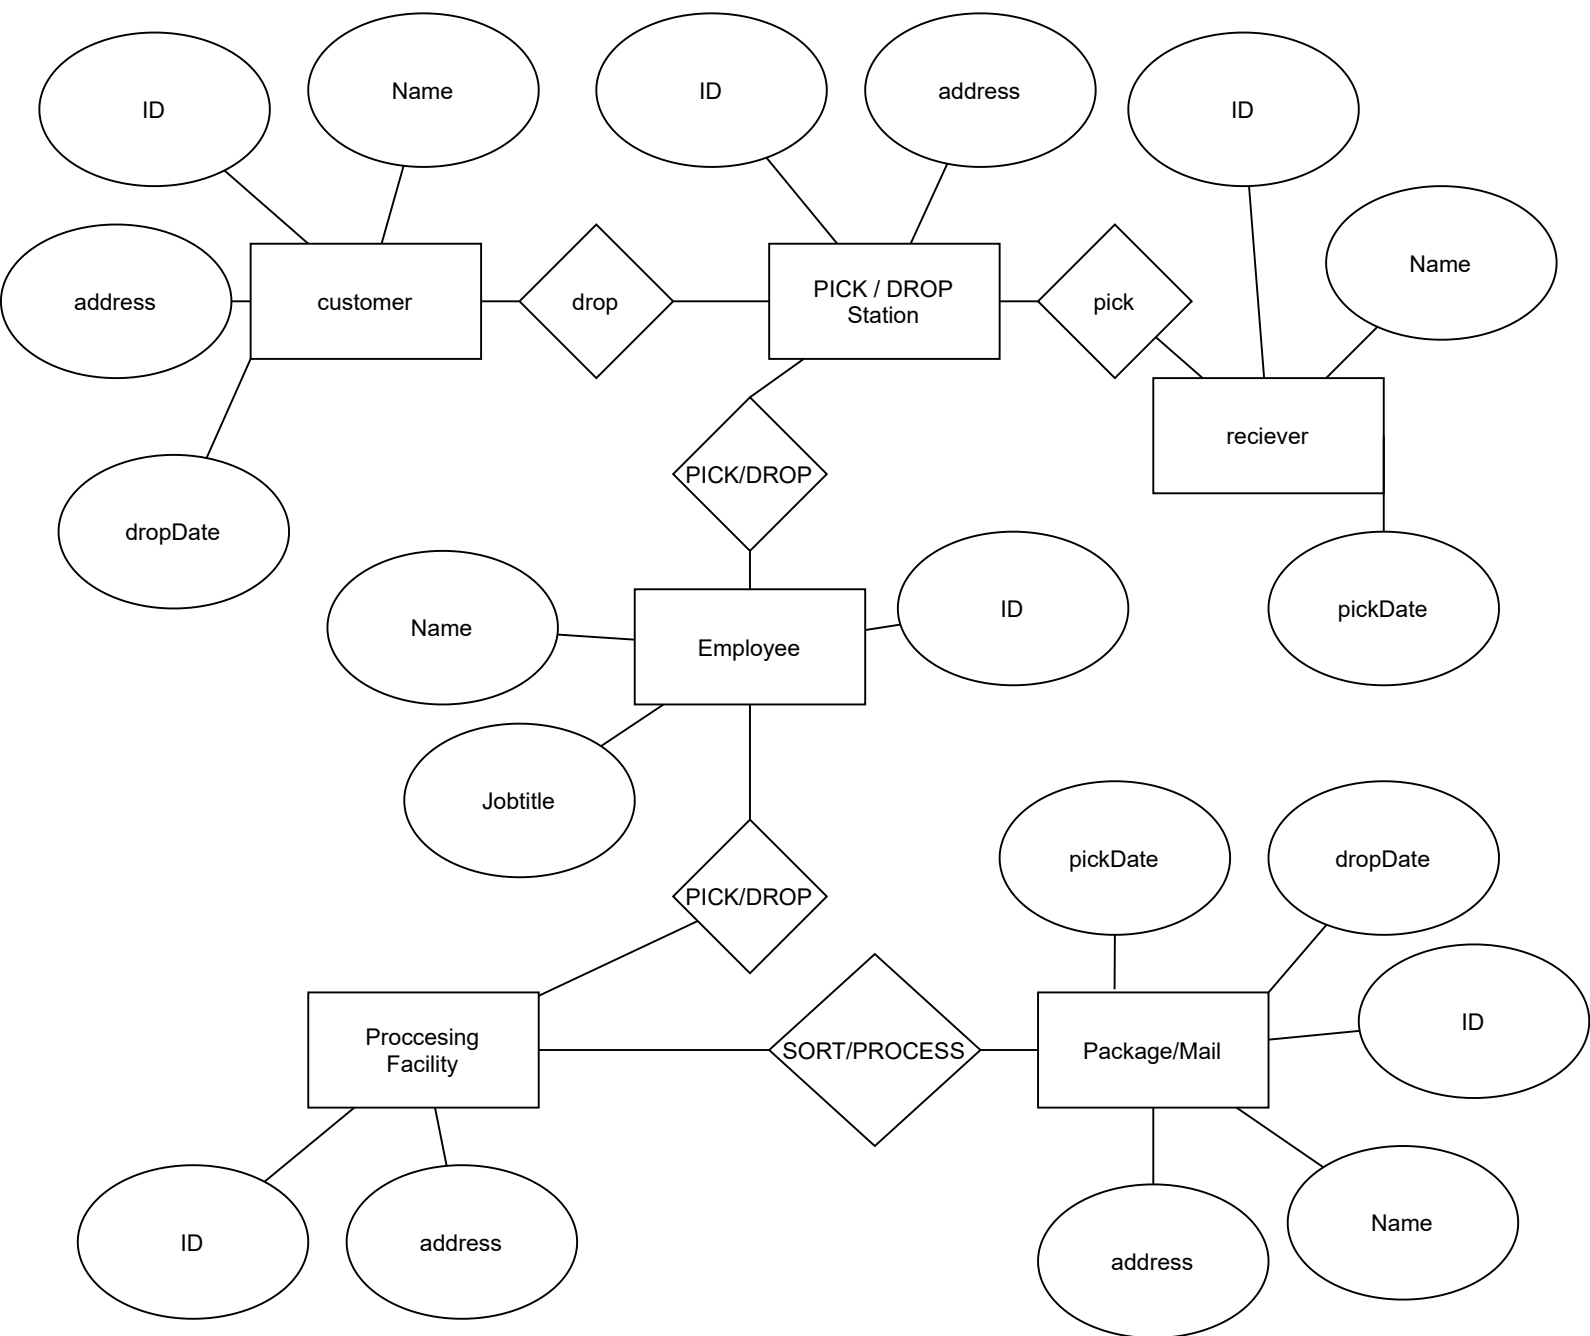 ID
Name
ID
address
ID
address
customer
drop
PICK / DROP
Station
pick
Name
reciever
PICK/DROP
dropDate
Name
Employee
ID
pickDate
Jobtitle
PICK/DROP
pickDate
dropDate
Proccesing
Facility
SORT/PROCESS
Package/Mail
ID
ID
address
address
Name